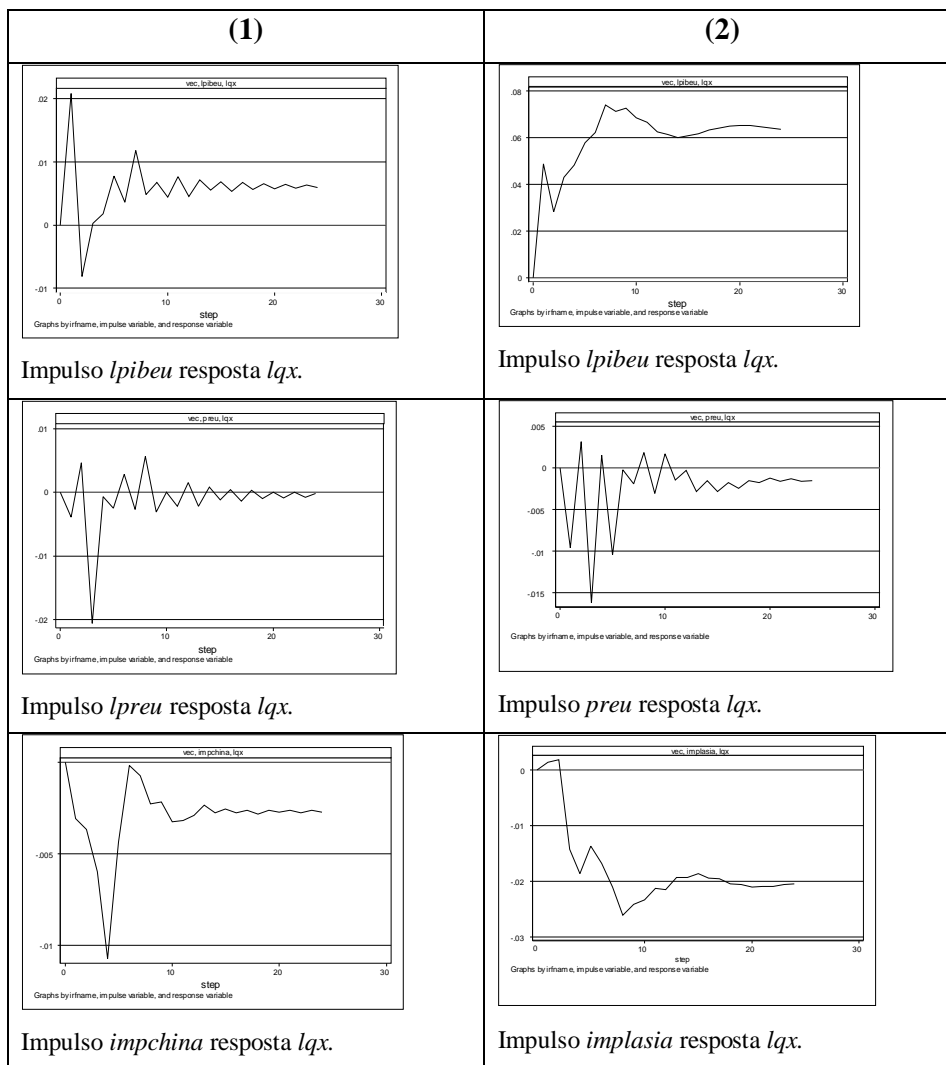 (1)
(2)
vec, lpibeu, lqx
.02
.01
0
-.01
0
10
20
30
step
Graphs by irfname, impulse variable, and response variable
Impulso lpibeu resposta lqx.
vec, lpibeu, lqx
.08
.06
.04
.02
0
0
10
20
30
step
Graphs by irfname, impulse variable, and response variable
Impulso lpibeu resposta lqx.
vec, preu, lqx
.01
0
-.01
-.02
0
10
20
30
step
Graphs by irfname, impulse variable, and response variable
Impulso lpreu resposta lqx.
vec, preu, lqx
.005
0
-.005
-.01
-.015
0
10
20
30
Graphs by irfname, impulse variable, and response variable
Impulso preu resposta lqx.
vec, impchina, lqx
-.005
-.01
0
10
20
30
step
Graphs by irfname, impulse variable, and response variable
Impulso impchina resposta lqx.
vec, implasia, lqx
0
-.01
-.02
-.03
0
10
20
30
step
Graphs by irfname, impulse variable, and response variable
Impulso implasia resposta lqx.